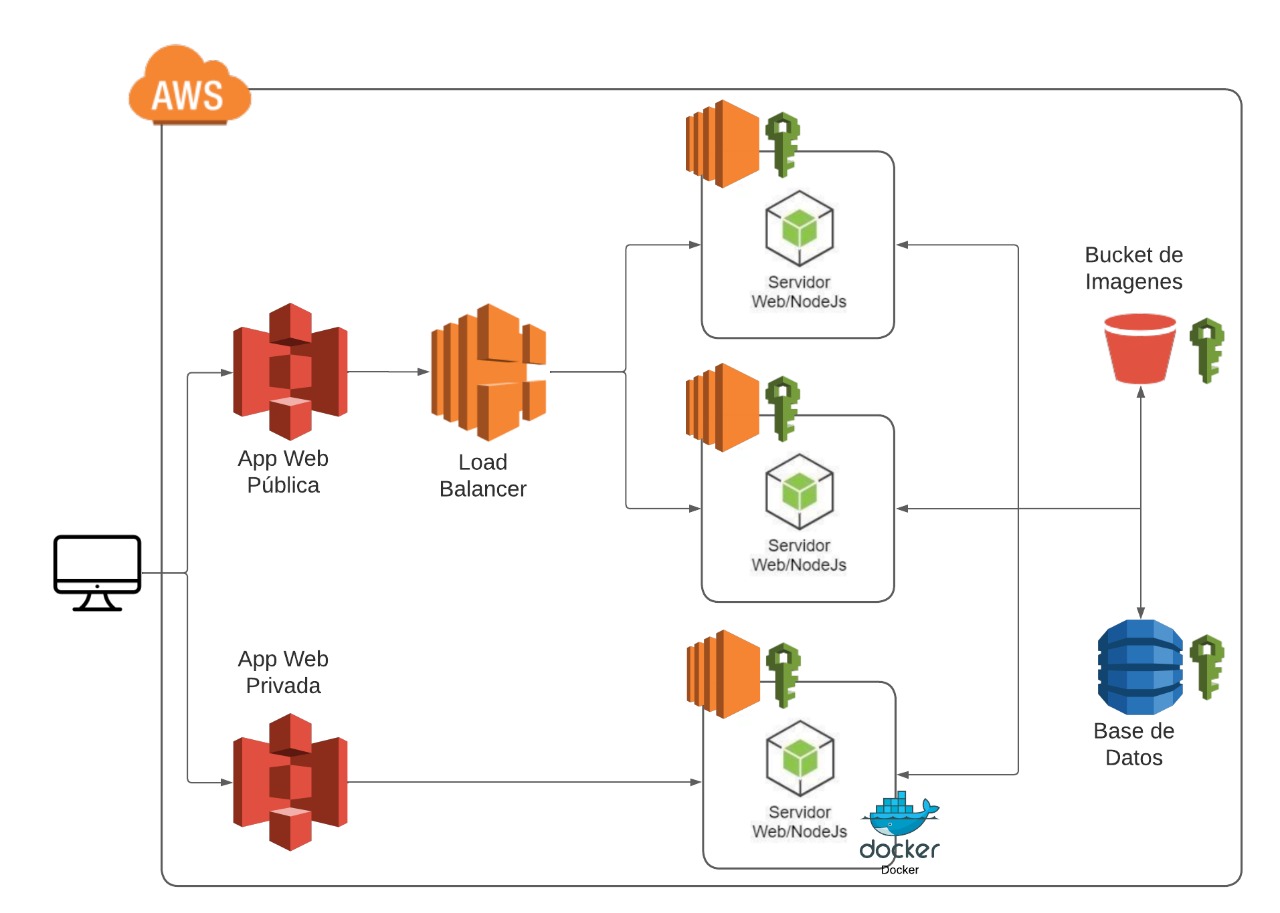 AWS
Servidor
Web/NodeJs
Bucket de
Imagenes
App Web
Pública
Load
Balancer
Servidor
Web/NodeJs
App Web
Privada
Base de
Datos
Servidor
Web/NodeJs
docker
Docker